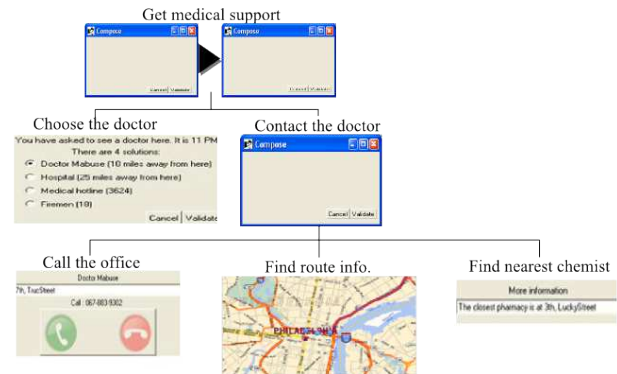 Get medical support
Compose
Compose
Cancel Validate
Cancel Validate
Choose the doctor
Contact the doctor
You have asked to see a doctor here. It is 11 PM
There are 4 solutions:
Doctor Mabuse (10 miles away from here)
Hospital (25 miles away from here)
Medical hotline (3624)
Firemen (18)
Cancel Validate
Compose
Cancel Validate
Call the office
Find route info.
Find nearest chemist
Doctor Mabuse
7th, TrucStreet
Call : 067-883-9302
PHILADELPHIA
More information
The closest pharmacy is at 3th, LuckyStreet